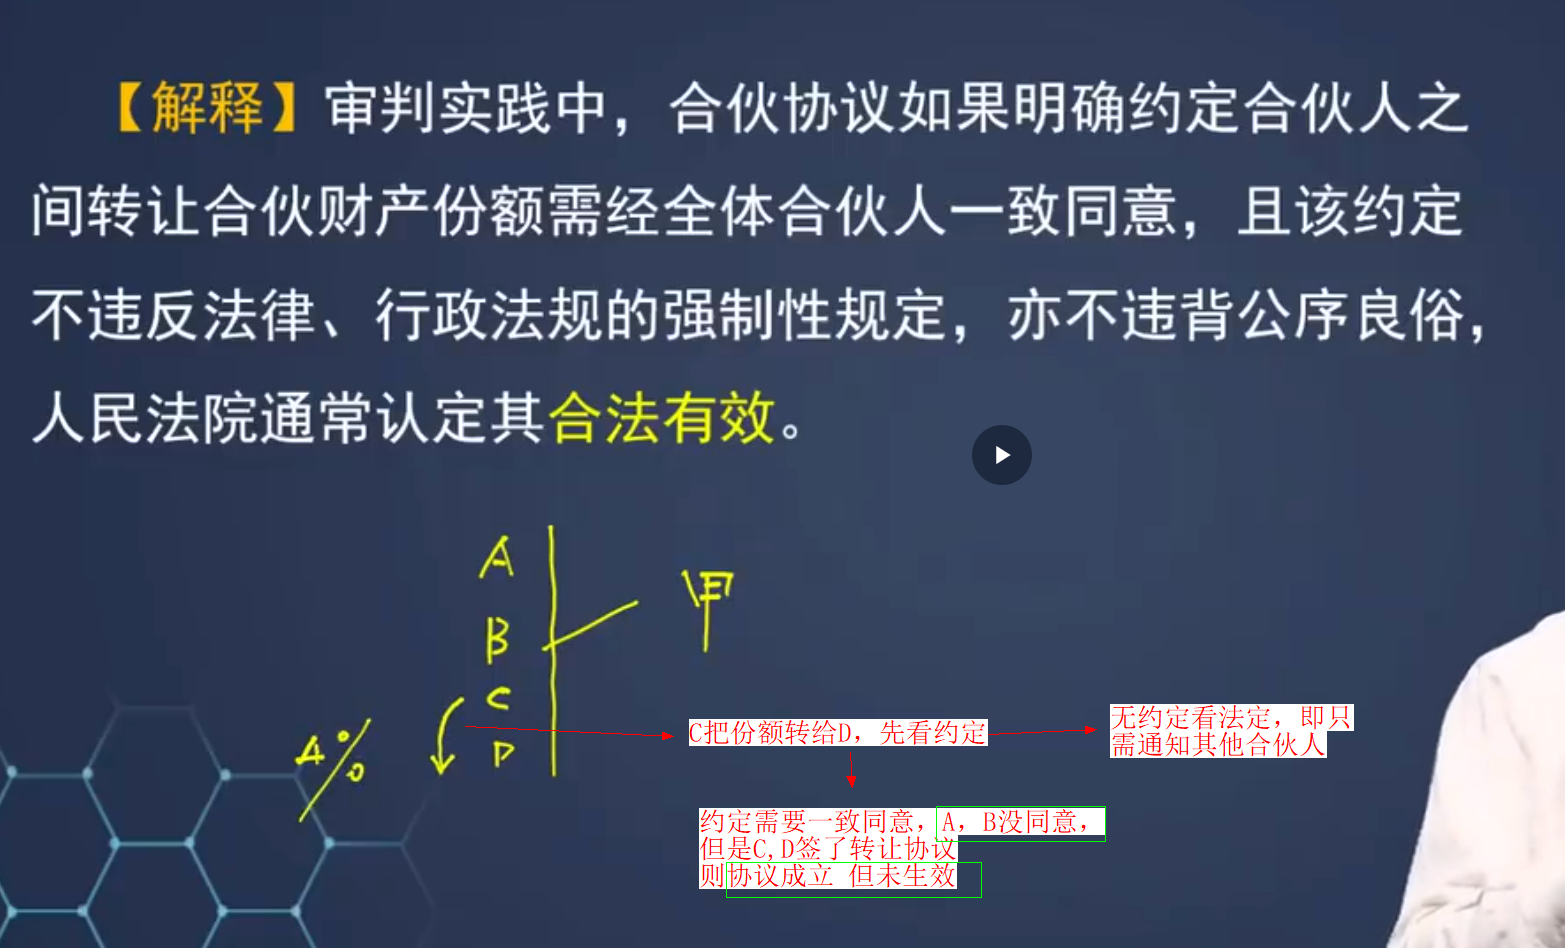 【解释】审判实践中，合伙协议如果明确约定合伙人之
间转让合伙财产份额需经全体合伙人一致同意，且该约定
不违反法律、行政法规的强制性规定，亦不违背公序良俗，
人民法院通常认定其合法有效。
A
B
甲
C
D
4%
C把份额转给D，先看约定
无约定看法定，即只
需通知其他合伙人
约定需要一致同意，A，B没同意，
但是C,D签了转让协议
则协议成立 但未生效